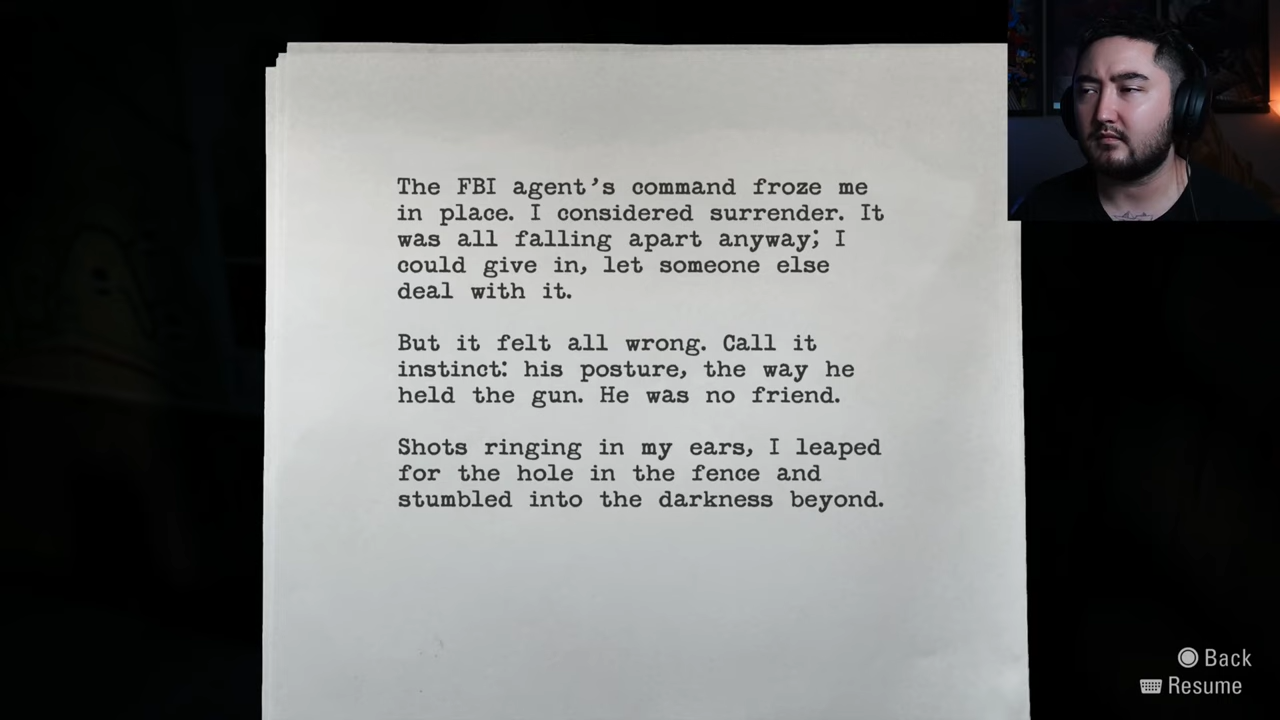 The FBI agent’s command froze me
in place. I considered surrender. It
was all falling apart anyway; I
could give in, let someone else
deal with it.
But it felt all wrong. Call it
instinct: his posture, the way he
held the gun. He was no friend.
Shots ringing in my ears, I leaped
for the hole in the fence and
stumbled into the darkness beyond.
Back
Resume